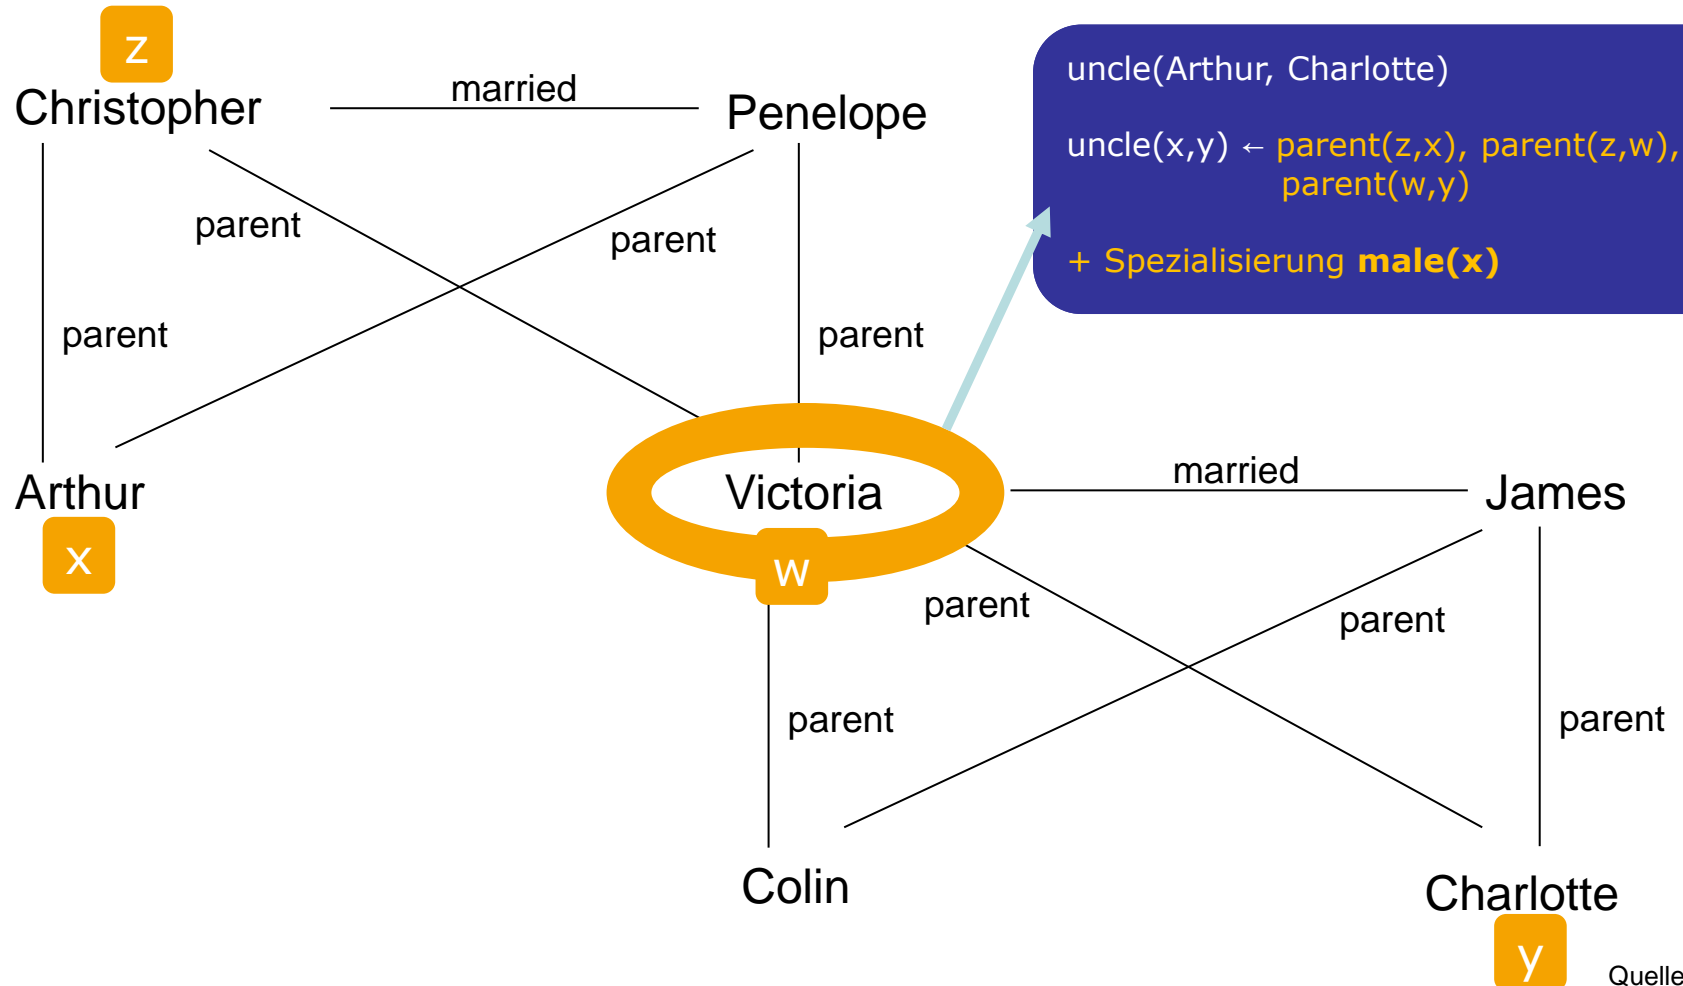 z
Christopher
married
Penelope
uncle(Arthur, Charlotte)
uncle(x,y) ← parent(z,x), parent(z,w),
parent(w,y)
+ Spezialisierung male(x)
parent
parent
parent
parent
Arthur
x
Victoria
w
married
James
parent
parent
parent
parent
Colin
Charlotte
y
Quelle